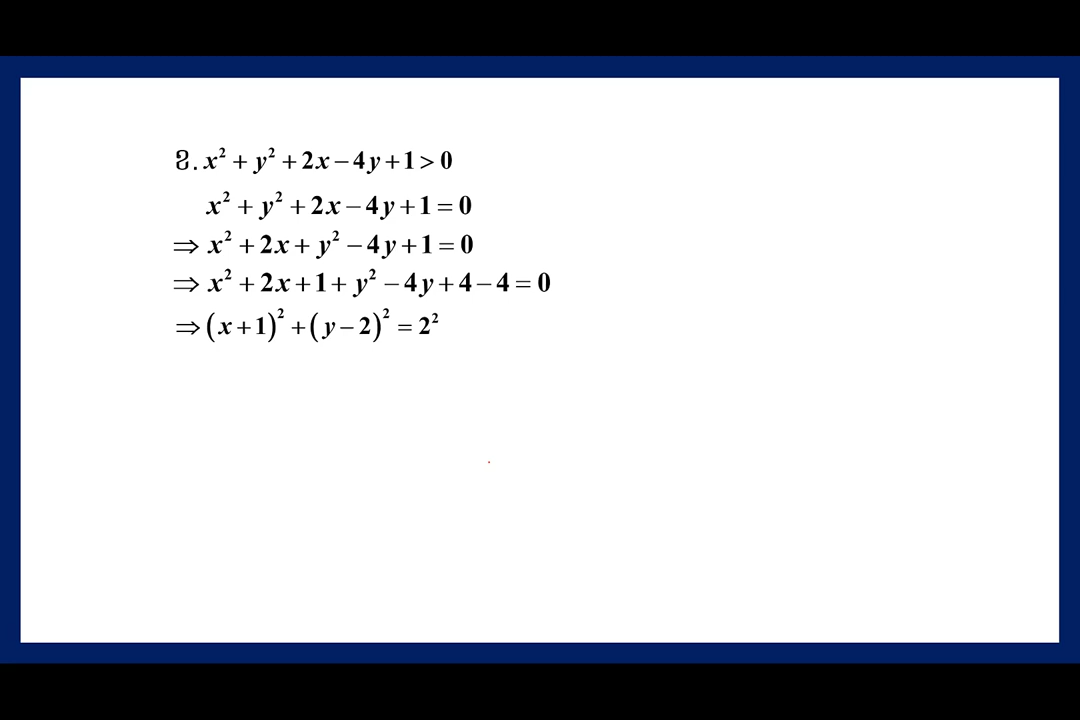 ੪. x² + y² + 2x − 4y + 1 > 0
x² + y² + 2x − 4y + 1 = 0
⇒ x² + 2x + y² − 4y + 1 = 0
⇒ x² + 2x + 1 + y² − 4y + 4 − 4 = 0
⇒ (x + 1)² + (y − 2)² = 2²